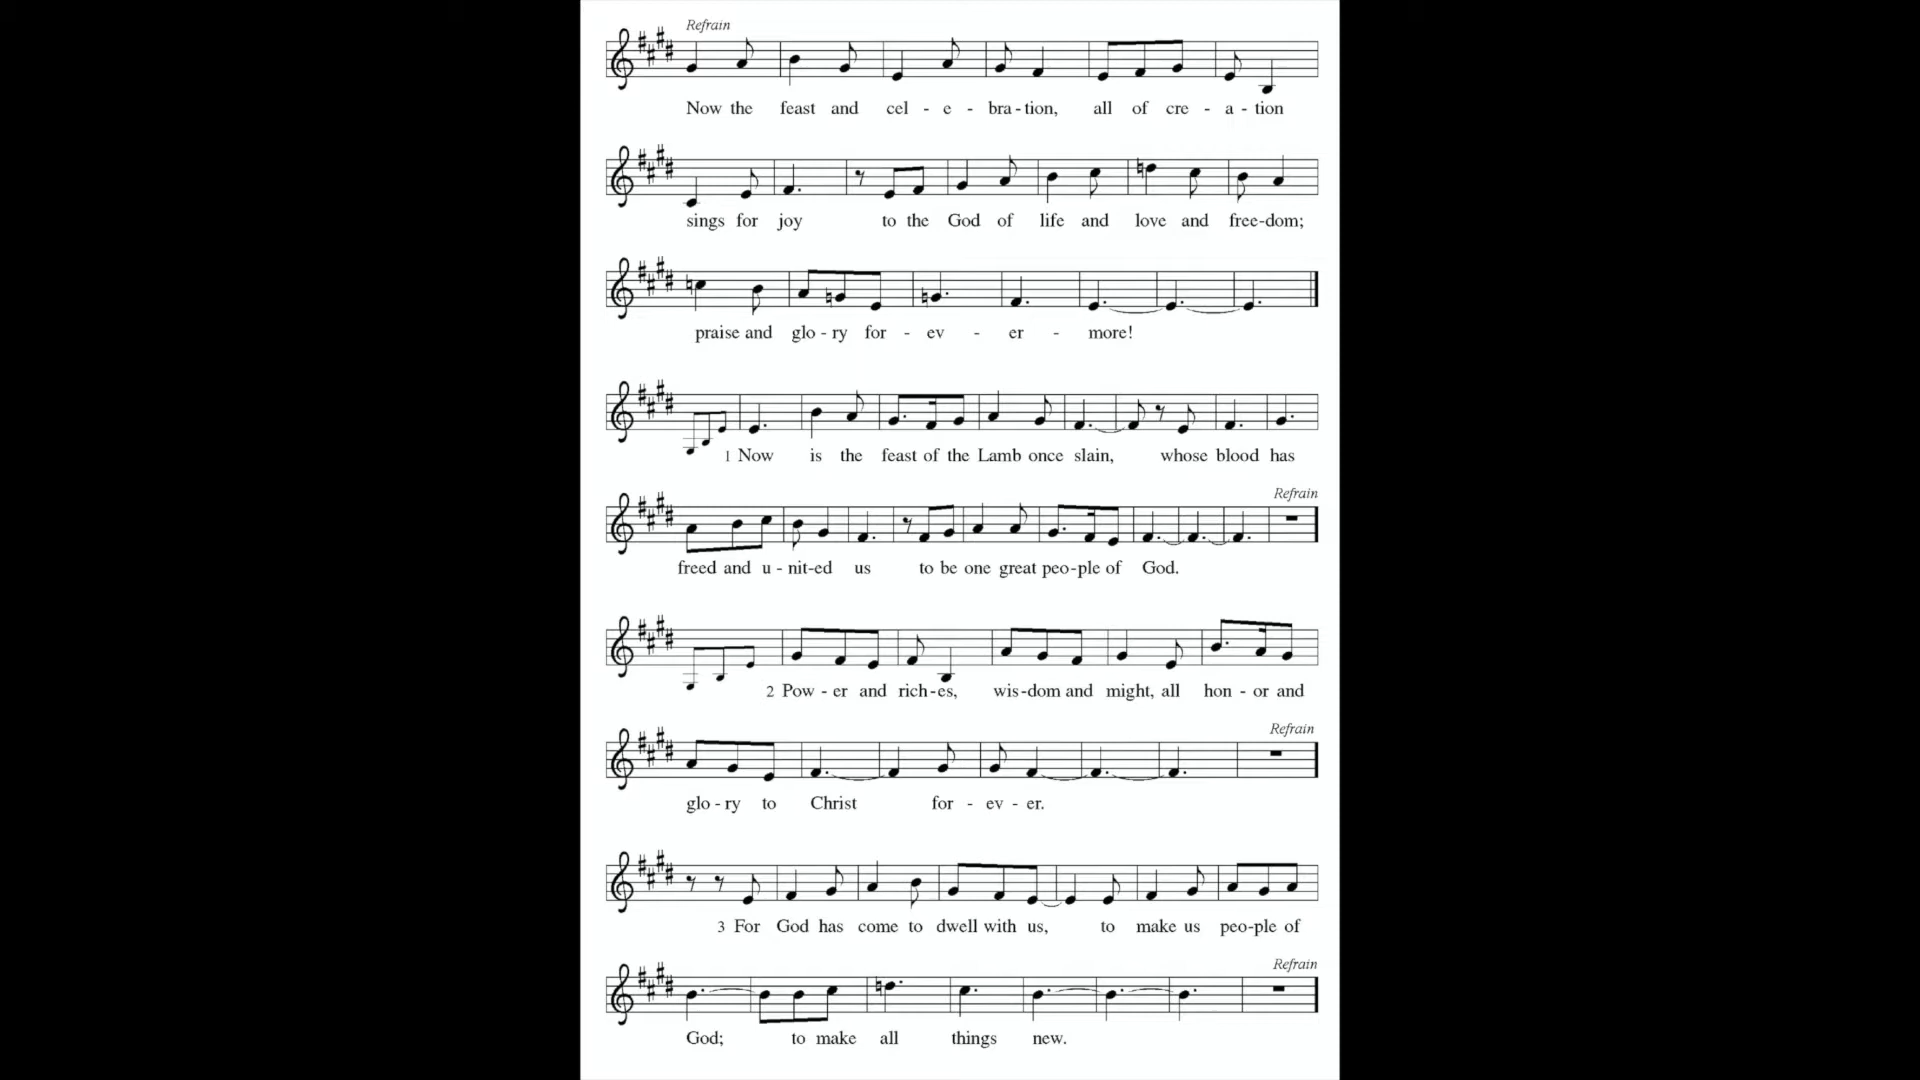 Refrain
Now the feast and cel - e - bra - tion, all of cre - a - tion
sings for joy to the God of life and love and free-dom;
praise and glo - ry for - ev - er - more!
1 Now is the feast of the Lamb once slain, whose blood has
Refrain
freed and u - nit-ed us to be one great peo-ple of God.
2 Pow - er and rich-es, wis-dom and might, all hon - or and
Refrain
glo - ry to Christ for - ev - er.
3 For God has come to dwell with us, to make us peo-ple of
Refrain
God; to make all things new.